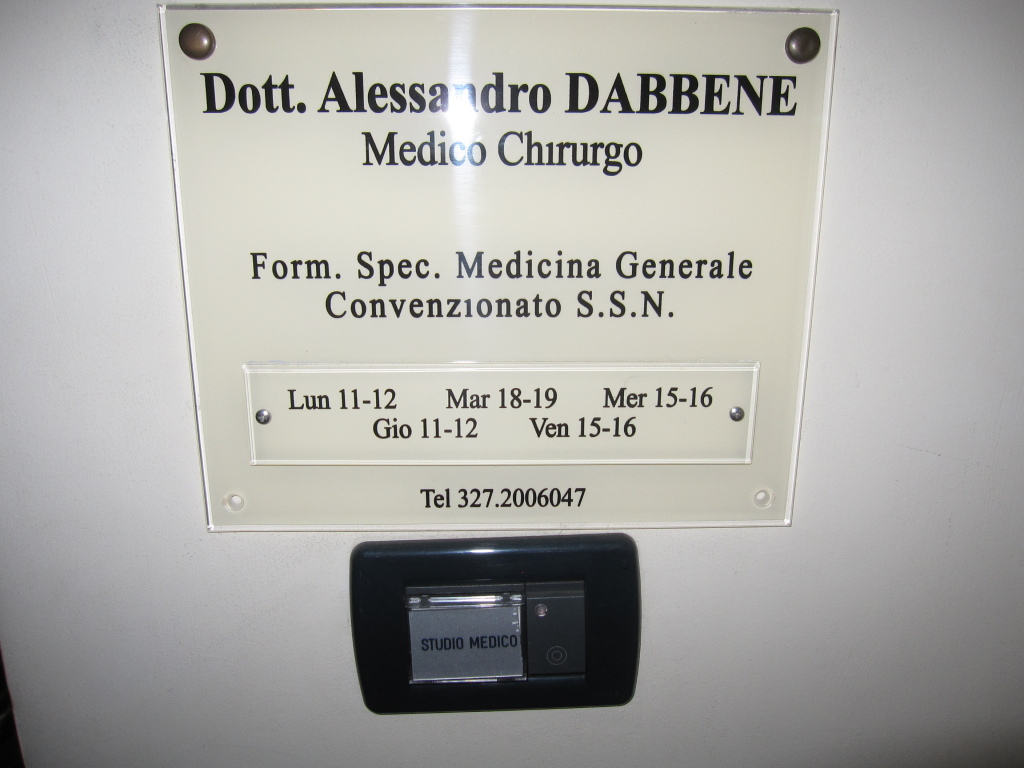 Dott. Alessandro DABBENE
Medico Chirurgo
Form. Spec. Medicina Generale
Convenzionato S.S.N.
Lun 11-12 Mar 18-19 Mer 15-16
Gio 11-12 Ven 15-16
Tel 327.2006047
STUDIO MEDICO